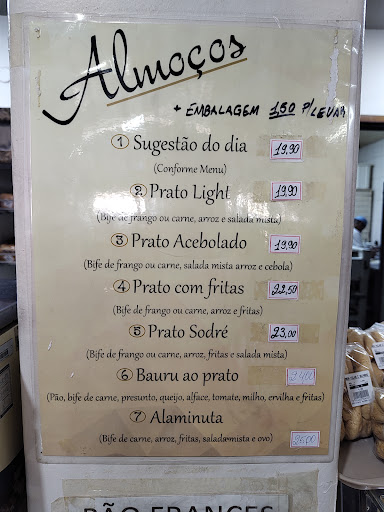 Almoços
+ EMBALAGEM 1,50 P/LEVAR
1 Sugestão do dia 19,90
(Conforme Menu)
2 Prato Light 19,90
(Bife de frango ou carne, arroz e salada mista)
3 Prato Acebolado 19,90
(Bife de frango ou carne, salada mista arroz e cebola)
4 Prato com fritas 22,50
(Bife de frango ou carne, arroz e fritas)
5 Prato Sodré 23,00
(Bife de frango ou carne, arroz, fritas e salada mista)
6 Bauru ao prato
(Pão, bife de carne, presunto, queijo, alface, tomate, milho, ervilha e fritas)
7 Alaminuta
(Bife de carne, arroz, fritas, salada mista e ovo) 26,00
PÃO FRANCES